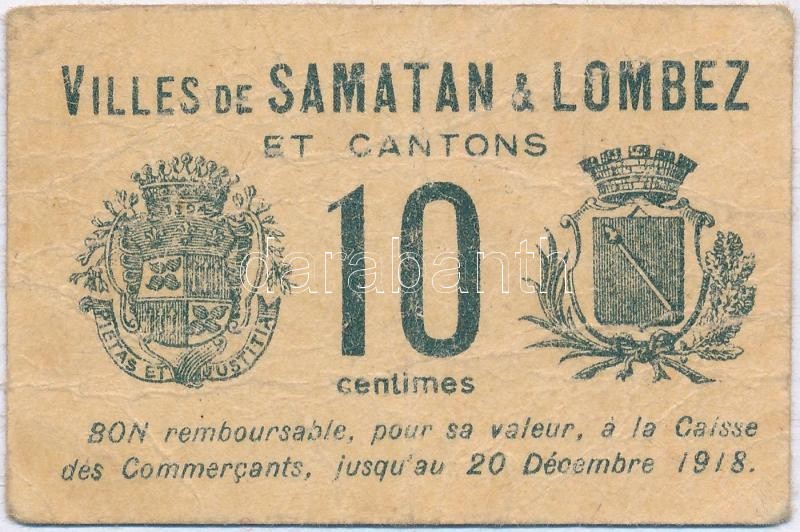 VILLES DE SAMATAN & LOMBEZ
ET CANTONS
10
PIETAS ET JUSTITIA
centimes
darabanth
BON remboursable, pour sa valeur, à la Caisse
des Commerçants, jusqu'au 20 Décembre 1918.